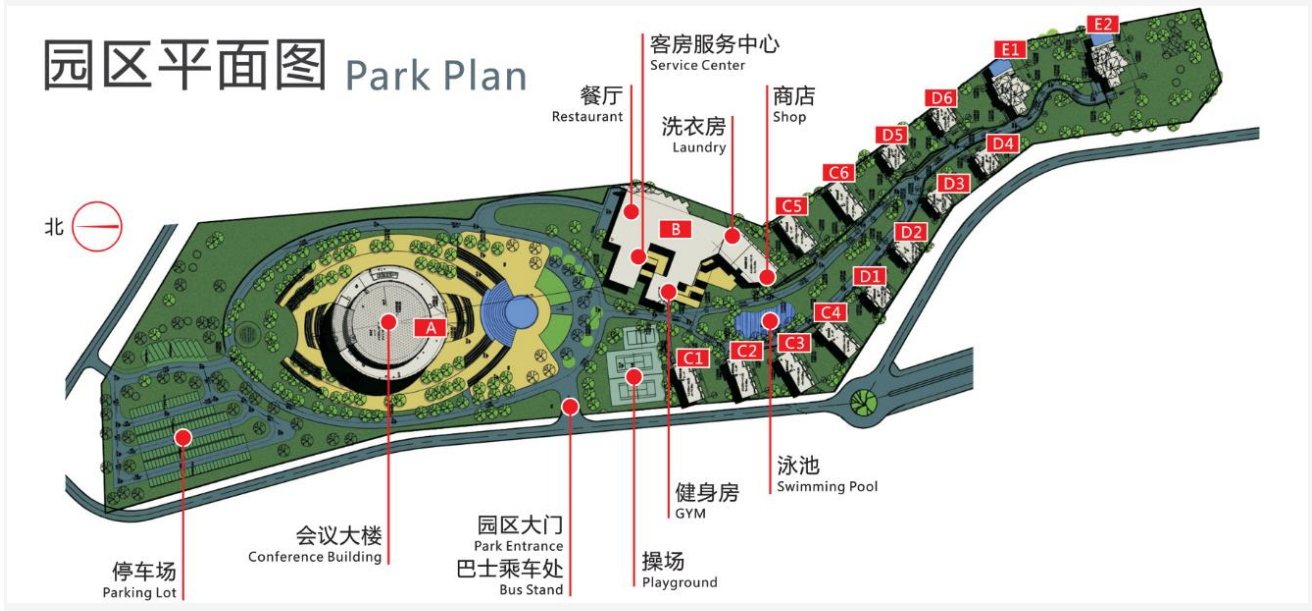 园区平面图 Park Plan
客房服务中心
Service Center
餐厅
Restaurant
洗衣房
Laundry
商店
Shop
E2
E1
D6
D5
D4
C6
D3
C5
D2
B
北
D1
A
C4
C3
C2
C1
泳池
Swimming Pool
健身房
GYM
园区大门
Park Entrance
巴士乘车处
Bus Stand
会议大楼
Conference Building
操场
Playground
停车场
Parking Lot